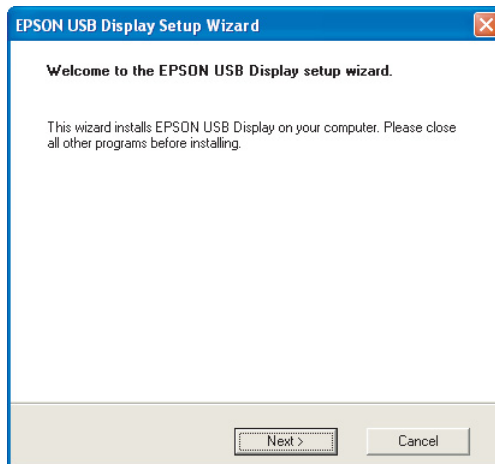 EPSON USB Display Setup Wizard
Welcome to the EPSON USB Display setup wizard.
This wizard installs EPSON USB Display on your computer. Please close
all other programs before installing.
Next >
Cancel